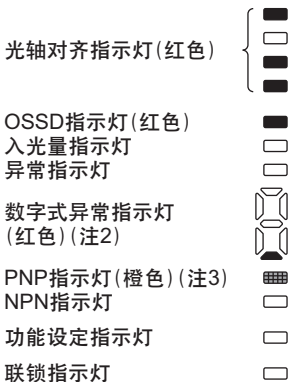 光轴对齐指示灯(红色)
OSSD指示灯(红色)
入光量指示灯
异常指示灯
数字式异常指示灯
(红色)(注2)
PNP指示灯(橙色)(注3)
NPN指示灯
功能设定指示灯
联锁指示灯